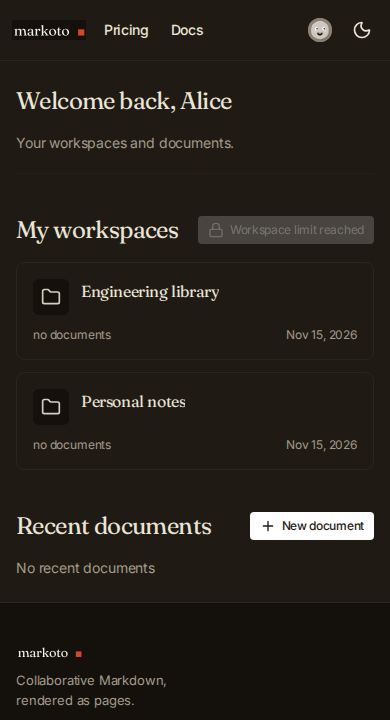 markoto
Pricing
Docs
Welcome back, Alice
Your workspaces and documents.
My workspaces
Workspace limit reached
Engineering library
no documents
Nov 15, 2026
Personal notes
no documents
Nov 15, 2026
Recent documents
New document
No recent documents
markoto
Collaborative Markdown,
rendered as pages.